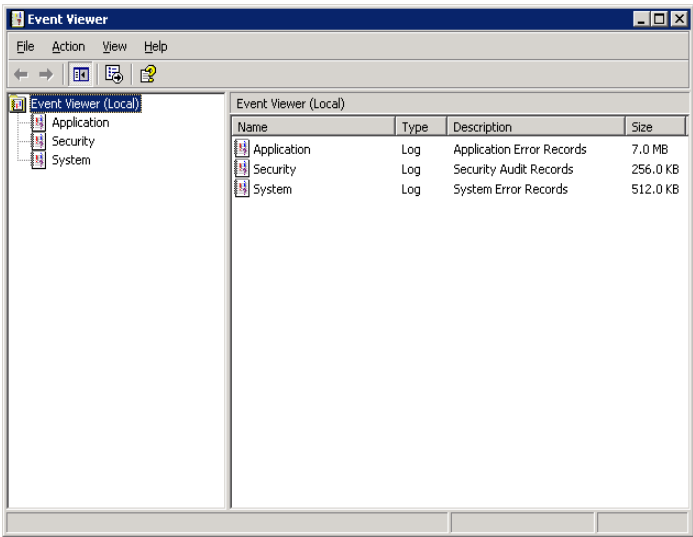 Event Viewer
File Action View Help
Event Viewer (Local)
Application
Security
System
Event Viewer (Local)
Name Type Description Size
Application Log Application Error Records 7.0 MB
Security Log Security Audit Records 256.0 KB
System Log System Error Records 512.0 KB